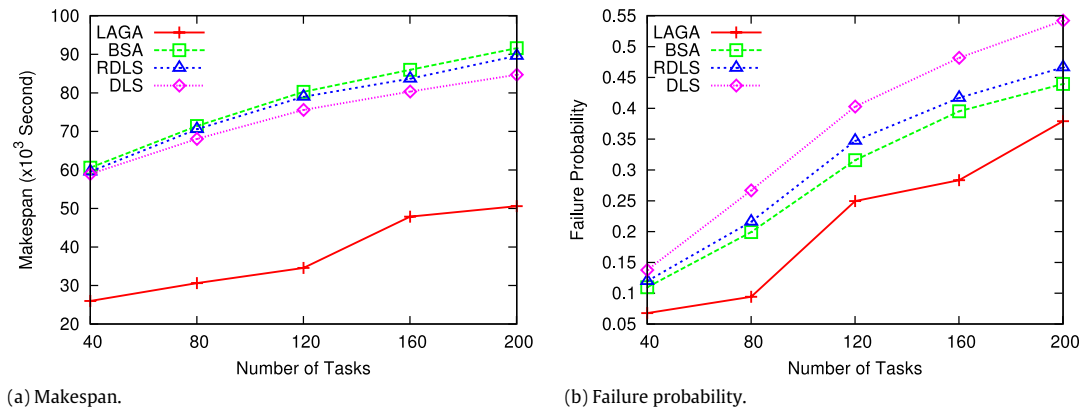 Makespan (x10³ Second)
100
90
80
70
60
50
40
30
20
LAGA
BSA
RDLS
DLS
40 80 120 160 200
Number of Tasks
(a) Makespan.
Failure Probability
0.55
0.5
0.45
0.4
0.35
0.3
0.25
0.2
0.15
0.1
0.05
LAGA
BSA
RDLS
DLS
40 80 120 160 200
Number of Tasks
(b) Failure probability.